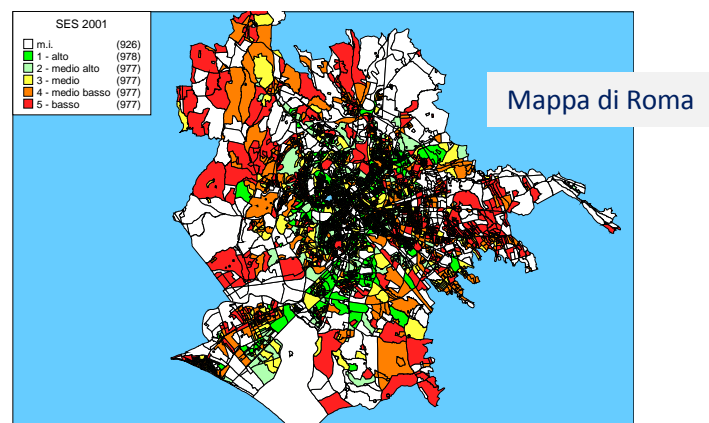 SES 2001
m.i. (926)
1 - alto (978)
2 - medio alto (977)
3 - medio (977)
4 - medio basso (977)
5 - basso (977)
Mappa di Roma